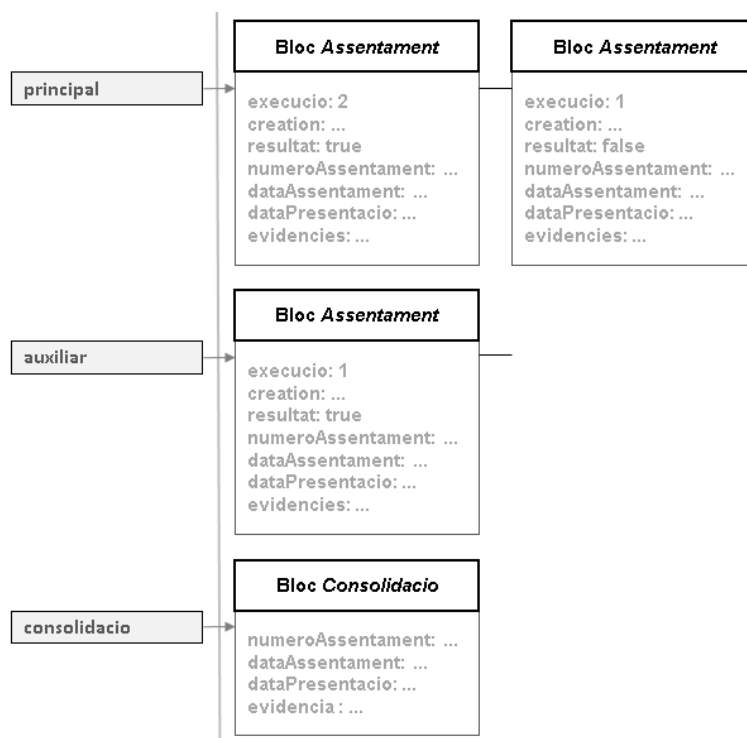 principal
Bloc Assentament
execucio: 2
creation: ...
resultat: true
numeroAssentament: ...
dataAssentament: ...
dataPresentacio: ...
evidencies: ...
Bloc Assentament
execucio: 1
creation: ...
resultat: false
numeroAssentament: ...
dataAssentament: ...
dataPresentacio: ...
evidencies: ...
auxiliar
Bloc Assentament
execucio: 1
creation: ...
resultat: true
numeroAssentament: ...
dataAssentament: ...
dataPresentacio: ...
evidencies: ...
consolidacio
Bloc Consolidacio
numeroAssentament: ...
dataAssentament: ...
dataPresentacio: ...
evidencia : ...